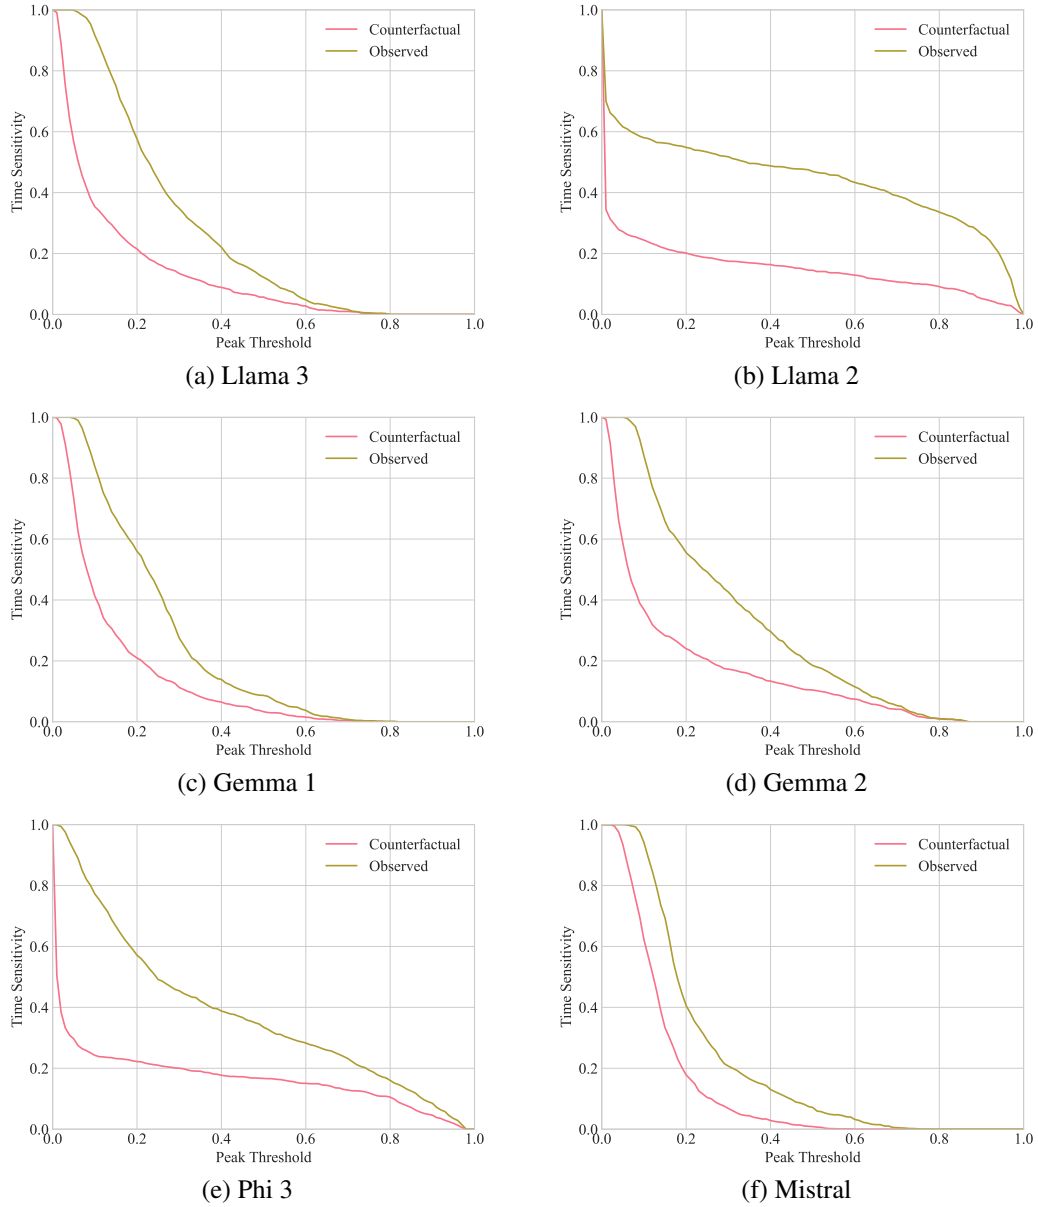 1.0
0.8
0.6
0.4
0.2
0.0
0.0 0.2 0.4 0.6 0.8 1.0
Time Sensitivity
Peak Threshold
Counterfactual
Observed
(a) Llama 3
1.0
0.8
0.6
0.4
0.2
0.0
0.0 0.2 0.4 0.6 0.8 1.0
Time Sensitivity
Peak Threshold
Counterfactual
Observed
(b) Llama 2
1.0
0.8
0.6
0.4
0.2
0.0
0.0 0.2 0.4 0.6 0.8 1.0
Time Sensitivity
Peak Threshold
Counterfactual
Observed
(c) Gemma 1
1.0
0.8
0.6
0.4
0.2
0.0
0.0 0.2 0.4 0.6 0.8 1.0
Time Sensitivity
Peak Threshold
Counterfactual
Observed
(d) Gemma 2
1.0
0.8
0.6
0.4
0.2
0.0
0.0 0.2 0.4 0.6 0.8 1.0
Time Sensitivity
Peak Threshold
Counterfactual
Observed
(e) Phi 3
1.0
0.8
0.6
0.4
0.2
0.0
0.0 0.2 0.4 0.6 0.8 1.0
Time Sensitivity
Peak Threshold
Counterfactual
Observed
(f) Mistral